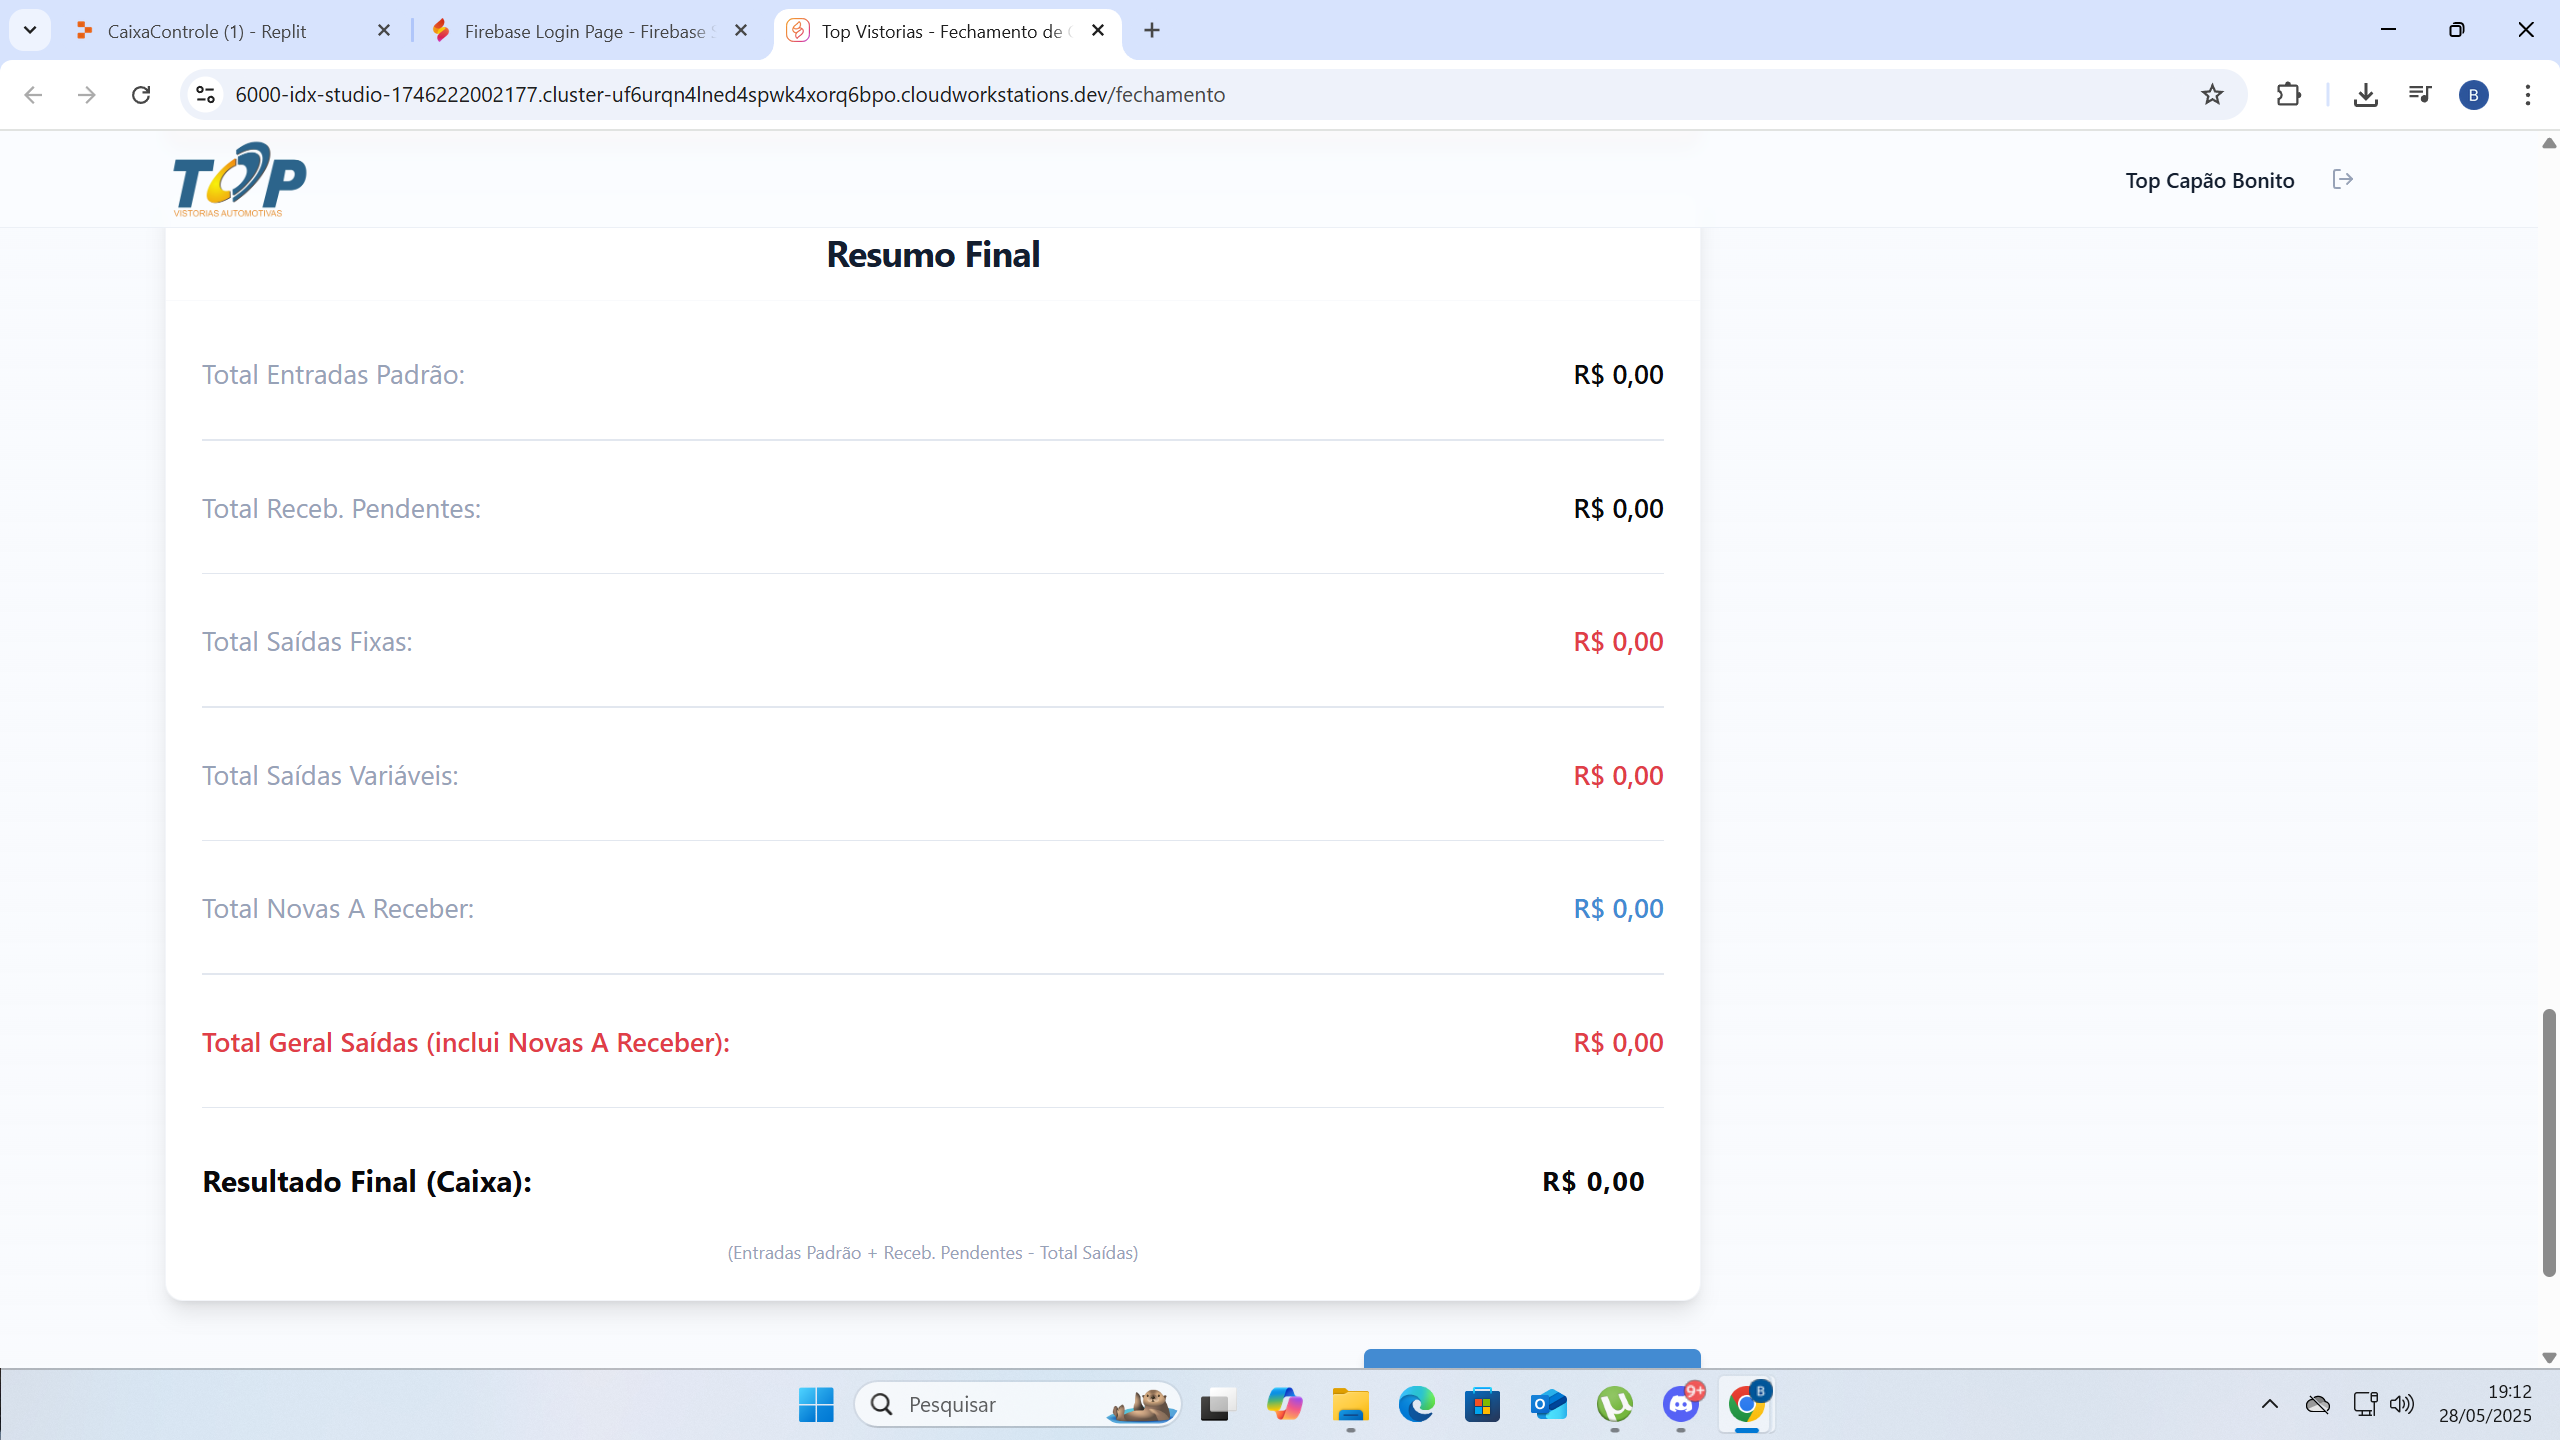 CaixaControle (1) - Replit
Firebase Login Page - Firebase
Top Vistorias - Fechamento de
6000-idx-studio-1746222002177.cluster-uf6urqn4lned4spwk4xorq6bpo.cloudworkstations.dev/fechamento
B
TOP
VISTORIAS AUTOMOTIVAS
Top Capão Bonito
Resumo Final
Total Entradas Padrão: R$ 0,00
Total Receb. Pendentes: R$ 0,00
Total Saídas Fixas: R$ 0,00
Total Saídas Variáveis: R$ 0,00
Total Novas A Receber: R$ 0,00
Total Geral Saídas (inclui Novas A Receber): R$ 0,00
Resultado Final (Caixa): R$ 0,00
(Entradas Padrão + Receb. Pendentes - Total Saídas)
Pesquisar
9+
B
19:12
28/05/2025